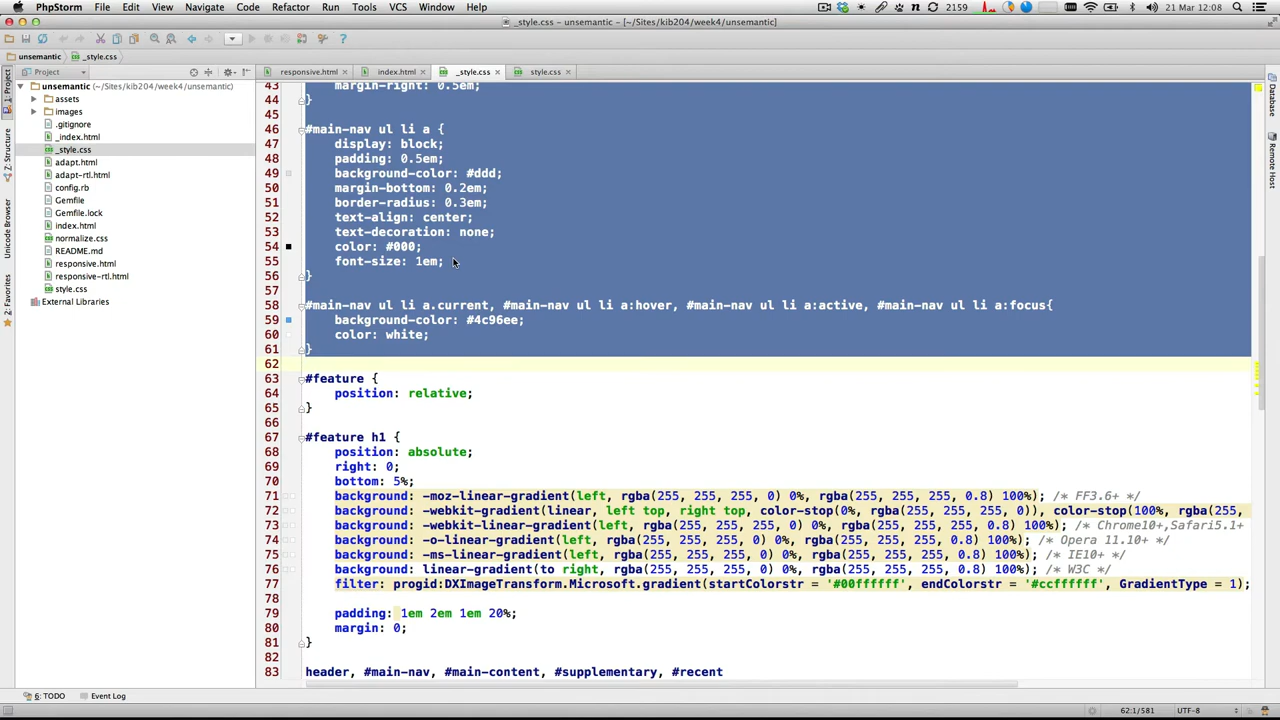 PhpStorm File Edit View Navigate Code Refactor Run Tools VCS Window Help 2159 21 Mar 12:08
_style.css - unsemantic - [~/Sites/kib204/week4/unsemantic]
unsemantic _style.css
Project responsive.html index.html _style.css style.css
1: Project
Z: Structure
Unicode Browser
2: Favorites
Database
Remote Host
unsemantic (~/Sites/kib204/week4/unsemantic)
assets
images
.gitignore
_index.html
_style.css
adapt.html
adapt-rtl.html
config.rb
Gemfile
Gemfile.lock
index.html
normalize.css
README.md
responsive.html
responsive-rtl.html
style.css
External Libraries
43 margin-right: 0.5em;
44 }
45
46 #main-nav ul li a {
47 display: block;
48 padding: 0.5em;
49 background-color: #ddd;
50 margin-bottom: 0.2em;
51 border-radius: 0.3em;
52 text-align: center;
53 text-decoration: none;
54 color: #000;
55 font-size: 1em;
56 }
57
58 #main-nav ul li a.current, #main-nav ul li a:hover, #main-nav ul li a:active, #main-nav ul li a:focus{
59 background-color: #4c96ee;
60 color: white;
61 }
62
63 #feature {
64 position: relative;
65 }
66
67 #feature h1 {
68 position: absolute;
69 right: 0;
70 bottom: 5%;
71 background: -moz-linear-gradient(left, rgba(255, 255, 255, 0) 0%, rgba(255, 255, 255, 0.8) 100%); /* FF3.6+ */
72 background: -webkit-gradient(linear, left top, right top, color-stop(0%, rgba(255, 255, 255, 0)), color-stop(100%, rgba(255,
73 background: -webkit-linear-gradient(left, rgba(255, 255, 255, 0) 0%, rgba(255, 255, 255, 0.8) 100%); /* Chrome10+,Safari5.1+
74 background: -o-linear-gradient(left, rgba(255, 255, 255, 0) 0%, rgba(255, 255, 255, 0.8) 100%); /* Opera 11.10+ */
75 background: -ms-linear-gradient(left, rgba(255, 255, 255, 0) 0%, rgba(255, 255, 255, 0.8) 100%); /* IE10+ */
76 background: linear-gradient(to right, rgba(255, 255, 255, 0) 0%, rgba(255, 255, 255, 0.8) 100%); /* W3C */
77 filter: progid:DXImageTransform.Microsoft.gradient(startColorstr = '#00ffffff', endColorstr = '#ccffffff', GradientType = 1);
78
79 padding: 1em 2em 1em 20%;
80 margin: 0;
81 }
82
83 header, #main-nav, #main-content, #supplementary, #recent
6: TODO Event Log 62:1/581 UTF-8